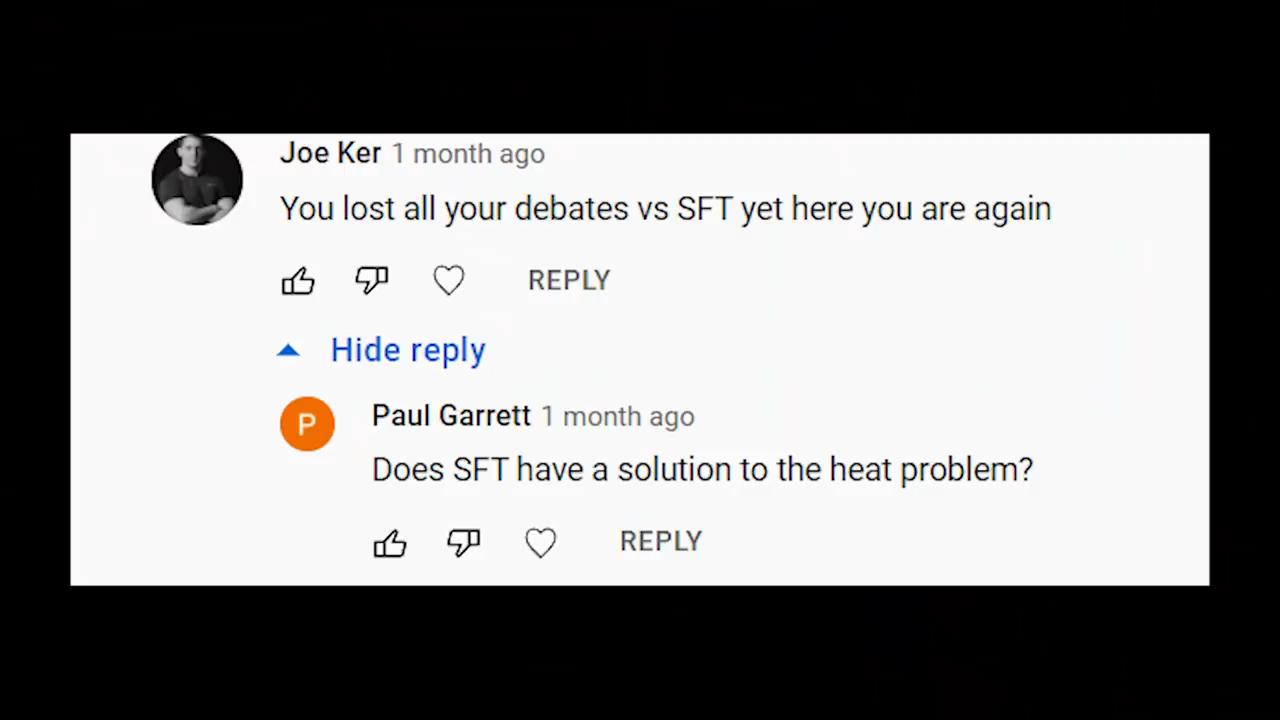 Joe Ker 1 month ago
You lost all your debates vs SFT yet here you are again
REPLY
Hide reply
P
Paul Garrett 1 month ago
Does SFT have a solution to the heat problem?
REPLY